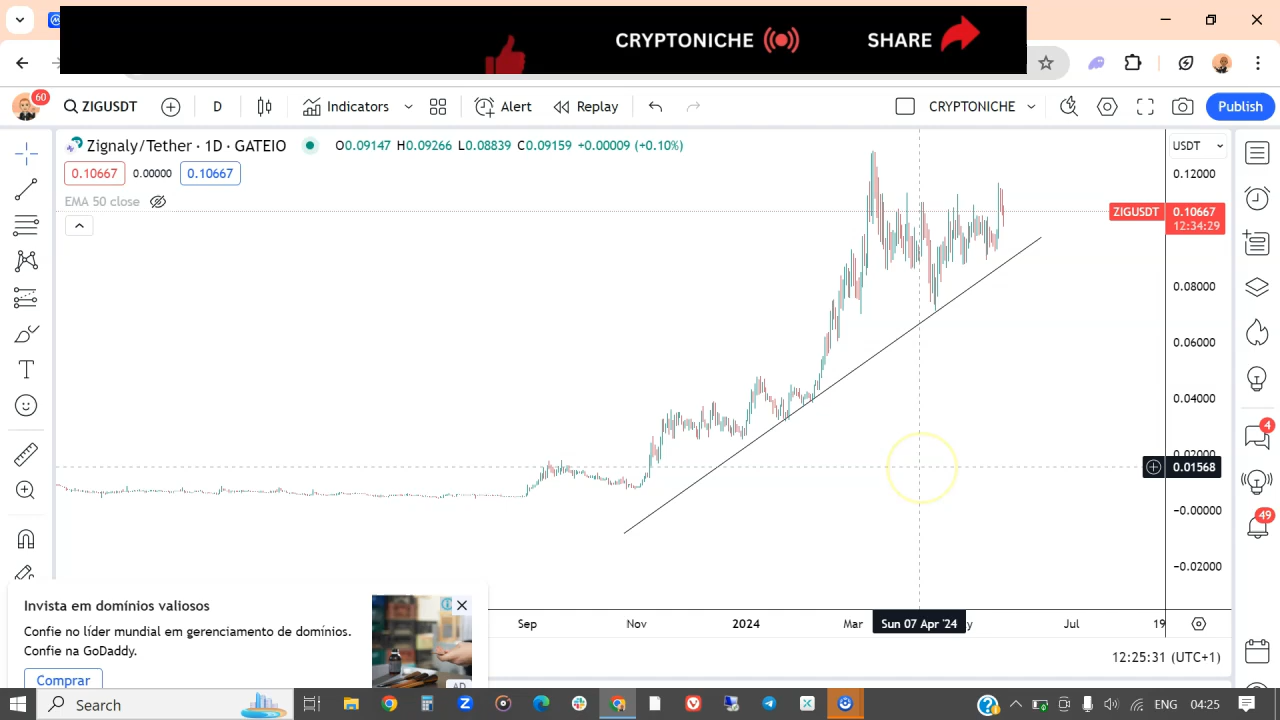 CRYPTONICHE
SHARE
60
ZIGUSDT
D
Indicators
Alert
Replay
CRYPTONICHE
Publish
Zignaly/Tether · 1D · GATEIO
O0.09147 H0.09266 L0.08839 C0.09159 +0.00009 (+0.10%)
USDT
0.10667
0.00000
0.10667
0.12000
EMA 50 close
ZIGUSDT
0.10667
12:34:29
0.08000
0.06000
0.04000
4
0.02000
0.01568
−0.00000
49
−0.02000
Invista em domínios valiosos
Confie no líder mundial em gerenciamento de domínios.
Confie na GoDaddy.
Comprar
AD
Sep
Nov
2024
Mar
Sun 07 Apr '24
y
Jul
19
12:25:31 (UTC+1)
Search
ENG
04:25